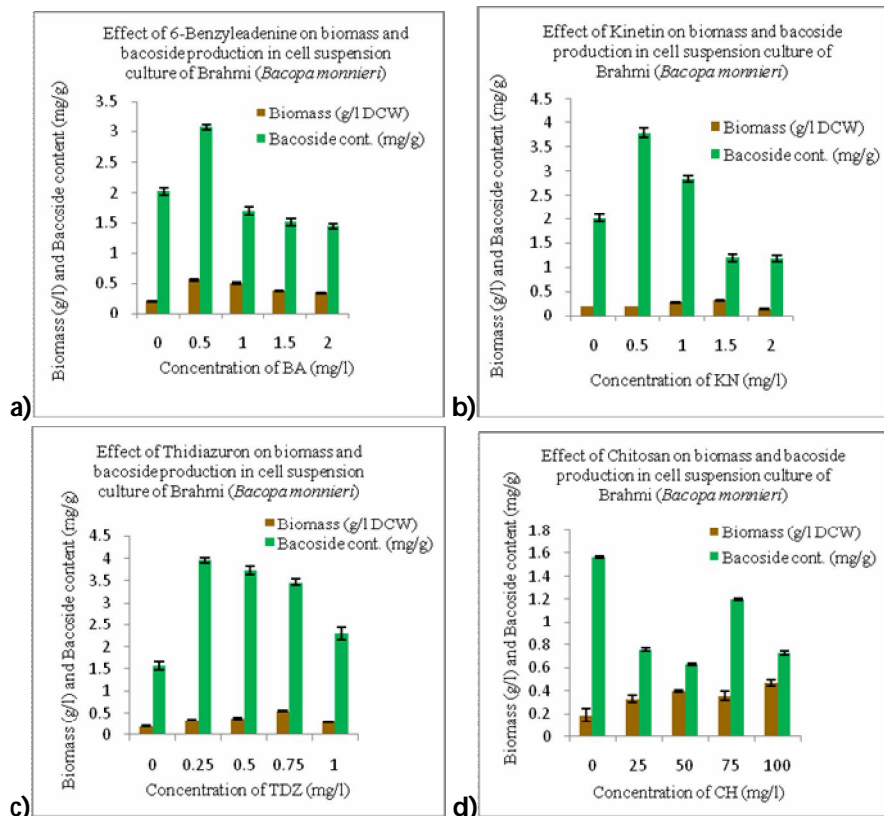 Effect of 6-Benzyleadenine on biomass and
bacoside production in cell suspension
culture of Brahmi (Bacopa monnieri)
Biomass (g/l) and Bacoside content (mg/g)
3.5
3
2.5
2
1.5
1
0.5
0
Biomass (g/l DCW)
Bacoside cont. (mg/g)
0 0.5 1 1.5 2
Concentration of BA (mg/l)
a)
Effect of Kinetin on biomass and bacoside
production in cell suspension culture of
Brahmi (Bacopa monnieri)
Biomass (g/l) and Bacoside content (mg/g)
4.5
4
3.5
3
2.5
2
1.5
1
0.5
0
Biomass (g/l DCW)
Bacoside cont. (mg/g)
0 0.5 1 1.5 2
Concentration of KN (mg/l)
b)
Effect of Thidiazuron on biomass and
bacoside production in cell suspension
culture of Brahmi (Bacopa monnieri)
Biomass (g/l) and Bacoside content (mg/g)
4.5
4
3.5
3
2.5
2
1.5
1
0.5
0
Biomass (g/l DCW)
Bacoside cont. (mg/g)
0 0.25 0.5 0.75 1
Concentration of TDZ (mg/l)
c)
Effect of Chitosan on biomass and bacoside
production in cell suspension culture of
Brahmi (Bacopa monnieri)
Biomass (g/l) and Bacoside content (mg/g)
1.8
1.6
1.4
1.2
1
0.8
0.6
0.4
0.2
0
Biomass (g/l DCW)
Bacoside cont. (mg/g)
0 25 50 75 100
Concentration of CH (mg/l)
d)